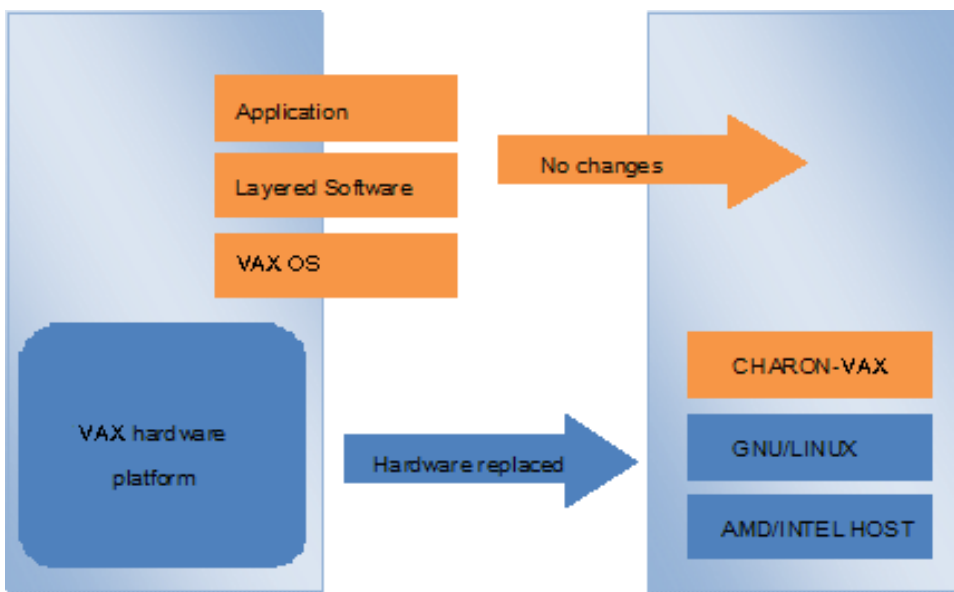 Application
Layered Software
VAX OS
No changes
VAX hardware
platform
Hardware replaced
CHARON-VAX
GNU/LINUX
AMD/INTEL HOST